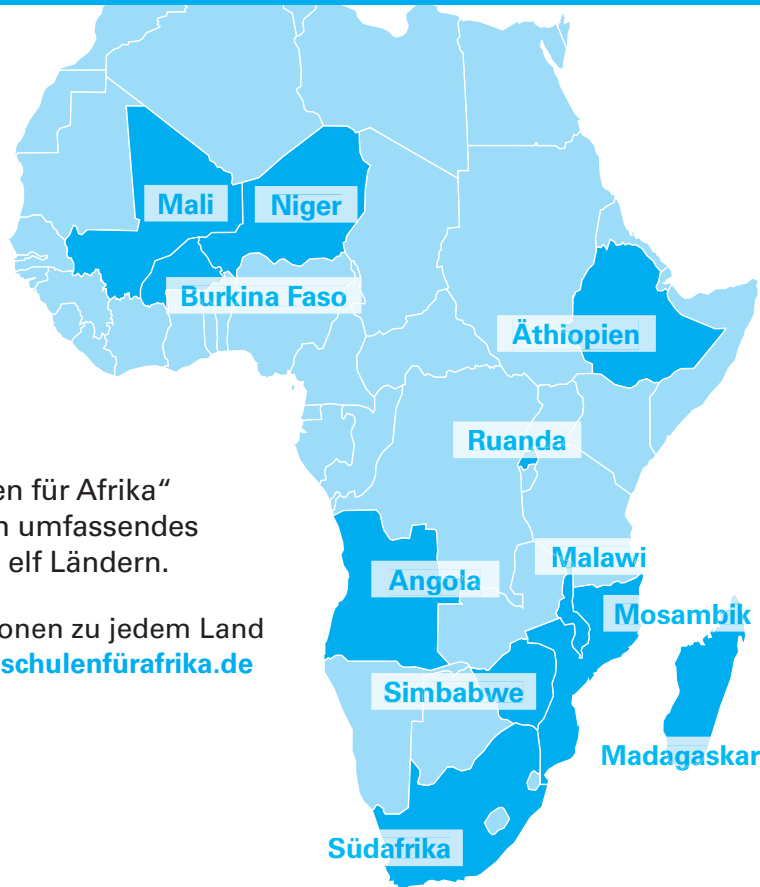 Mali
Niger
Burkina Faso
Äthiopien
Ruanda
en für Afrika“
umfassendes
elf Ländern.
Malawi
Angola
onen zu jedem Land
Mosambik
schulenfürafrika.de
Simbabwe
Madagaskar
Südafrika